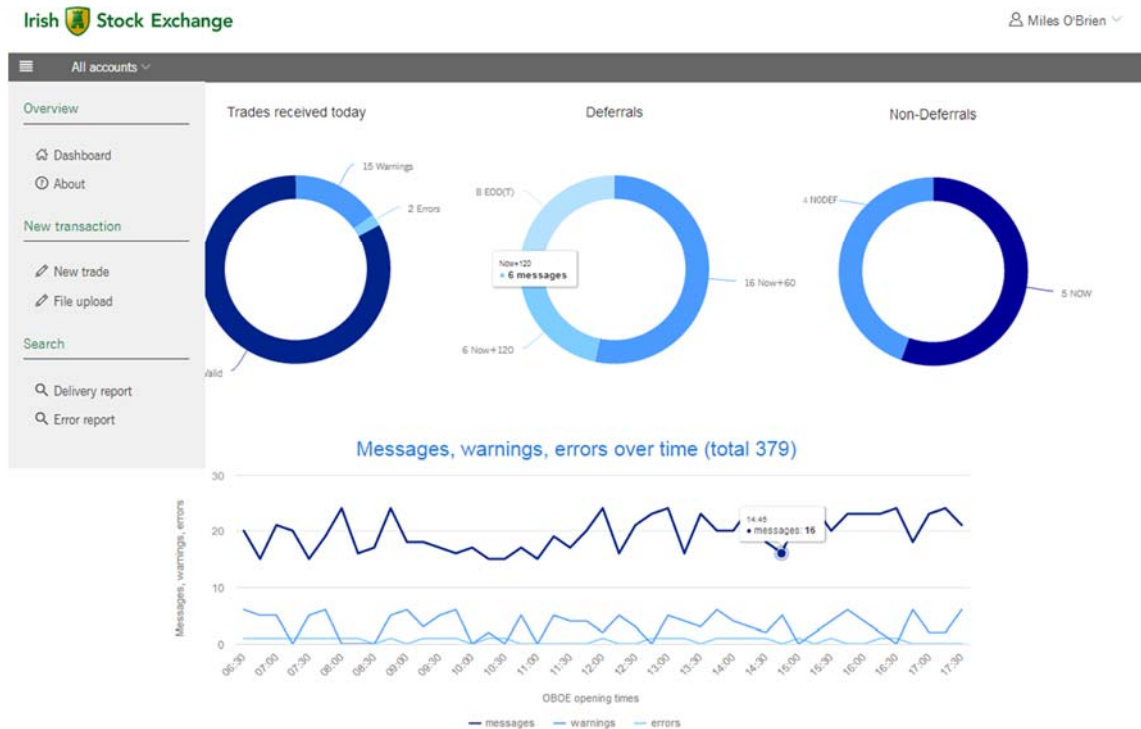 Irish Stock Exchange
Miles O'Brien
All accounts
Overview
Dashboard
About
New transaction
New trade
File upload
Search
Delivery report
Error report
Trades received today
15 Warnings
2 Errors
Valid
Deferrals
8 EOD(T)
Now+120
6 messages
16 Now+60
6 Now+120
Non-Deferrals
4 NODEF
5 NOW
Messages, warnings, errors over time (total 379)
Messages, warnings, errors
30
20
10
0
14:45
messages: 16
06:30 07:00 07:30 08:00 08:30 09:00 09:30 10:00 10:30 11:00 11:30 12:00 12:30 13:00 13:30 14:00 14:30 15:00 15:30 16:00 16:30 17:00 17:30
OBOE opening times
messages warnings errors